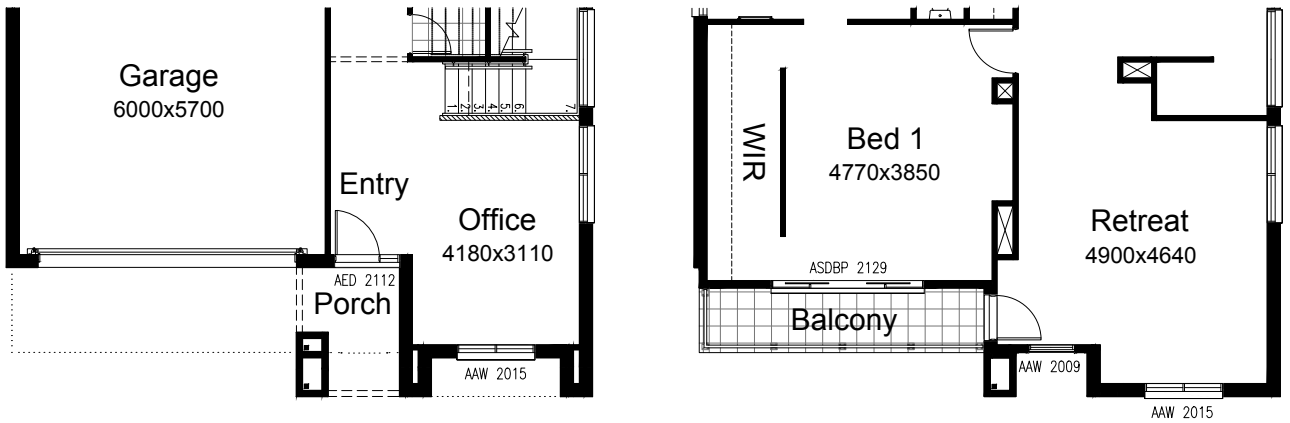 Garage
6000x5700
1. 2. 3. 4. 5. 6. 7.
Entry
Office
4180x3110
AED 2112
Porch
AAW 2015
WIR
Bed 1
4770x3850
Retreat
4900x4640
ASDBP 2129
Balcony
AAW 2009
AAW 2015